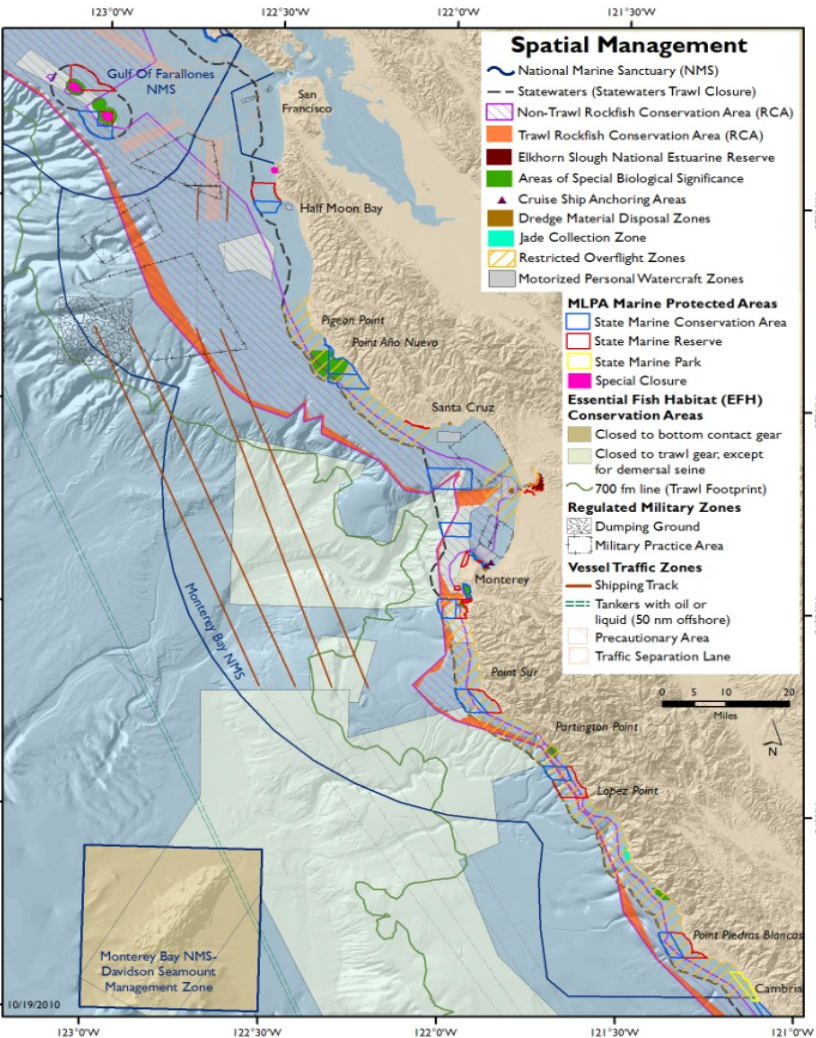 123°0'W
122°30'W
122°0'W
121°30'W
Spatial Management
National Marine Sanctuary (NMS)
Statewaters (Statewaters Trawl Closure)
Non-Trawl Rockfish Conservation Area (RCA)
Trawl Rockfish Conservation Area (RCA)
Elkhorn Slough National Estuarine Reserve
Areas of Special Biological Significance
Cruise Ship Anchoring Areas
Dredge Material Disposal Zones
Jade Collection Zone
Restricted Overflight Zones
Motorized Personal Watercraft Zones
MLPA Marine Protected Areas
State Marine Conservation Area
State Marine Reserve
State Marine Park
Special Closure
Essential Fish Habitat (EFH)
Conservation Areas
Closed to bottom contact gear
Closed to trawl gear, except
for demersal seine
700 fm line (Trawl Footprint)
Regulated Military Zones
Dumping Ground
Military Practice Area
Vessel Traffic Zones
Shipping Track
Tankers with oil or
liquid (50 nm offshore)
Precautionary Area
Traffic Separation Lane
0 5 10 20
Miles
N
Gulf Of Farallones
NMS
San
Francisco
Half Moon Bay
Pigeon Point
Point Año Nuevo
Santa Cruz
Monterey
Monterey Bay NMS
Point Sur
Partington Point
Lopez Point
Point Piedras Blancas
Cambria
Monterey Bay NMS-
Davidson Seamount
Management Zone
10/19/2010
123°0'W
122°30'W
122°0'W
121°30'W
121°0'W